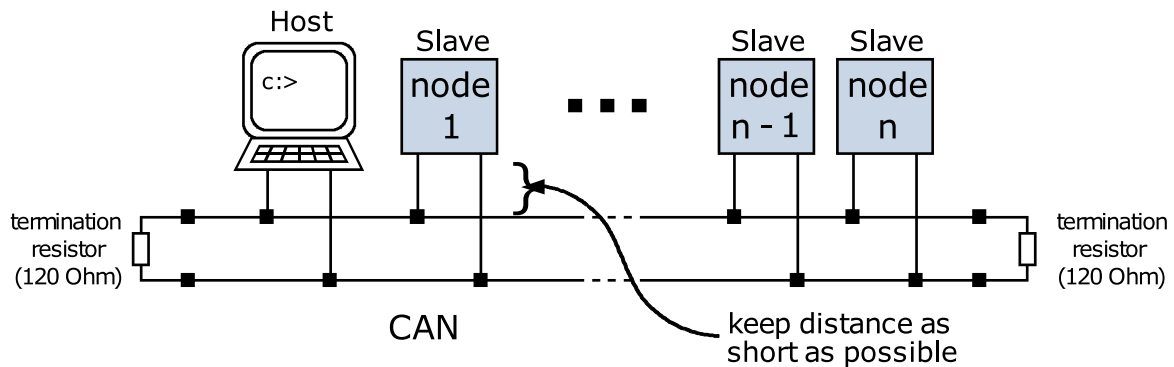 Host
c:>
Slave
node
1
Slave
node
n - 1
Slave
node
n
termination
resistor
(120 Ohm)
termination
resistor
(120 Ohm)
CAN
keep distance as
short as possible